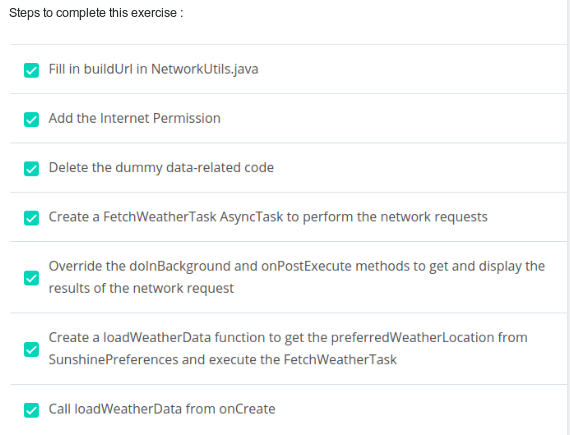 Steps to complete this exercise :
Fill in buildUrl in NetworkUtils.java
Add the Internet Permission
Delete the dummy data-related code
Create a FetchWeatherTask AsyncTask to perform the network requests
Override the doInBackground and onPostExecute methods to get and display the
results of the network request
Create a loadWeatherData function to get the preferredWeatherLocation from
SunshinePreferences and execute the FetchWeatherTask
Call loadWeatherData from onCreate